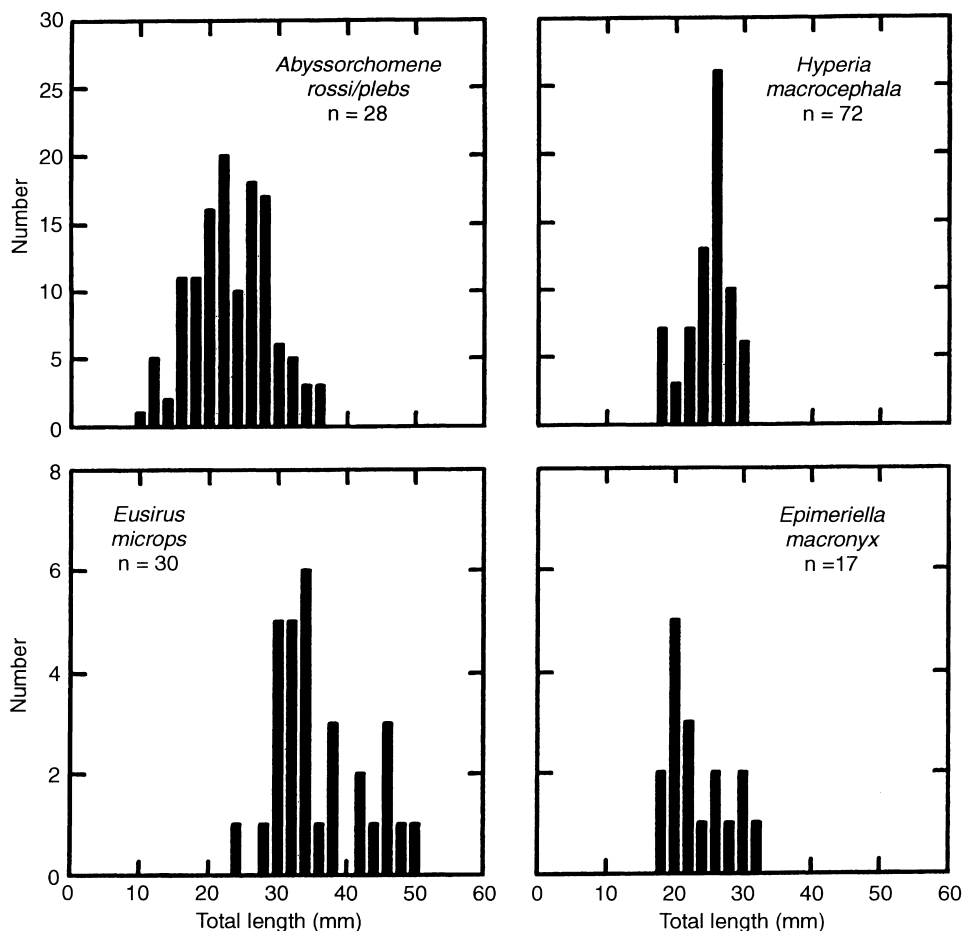 30
25
20
15
10
5
0
Number
Abyssorchomene
rossi/plebs
n = 28
Hyperia
macrocephala
n = 72
8
6
4
2
0
Number
Eusirus
microps
n = 30
0 10 20 30 40 50 60
Total length (mm)
Epimeriella
macronyx
n =17
0 10 20 30 40 50 60
Total length (mm)